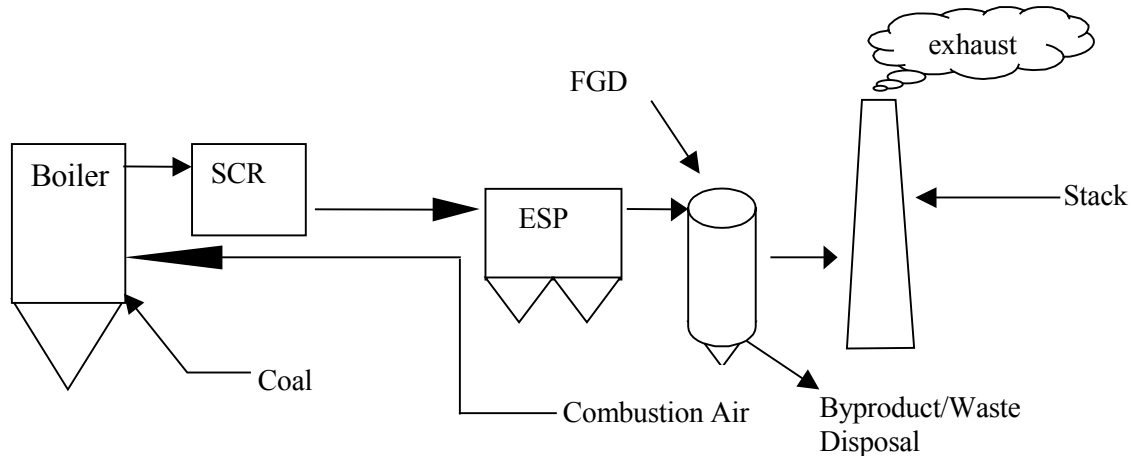 exhaust
FGD
Boiler
SCR
ESP
Stack
Coal
Combustion Air
Byproduct/Waste
Disposal